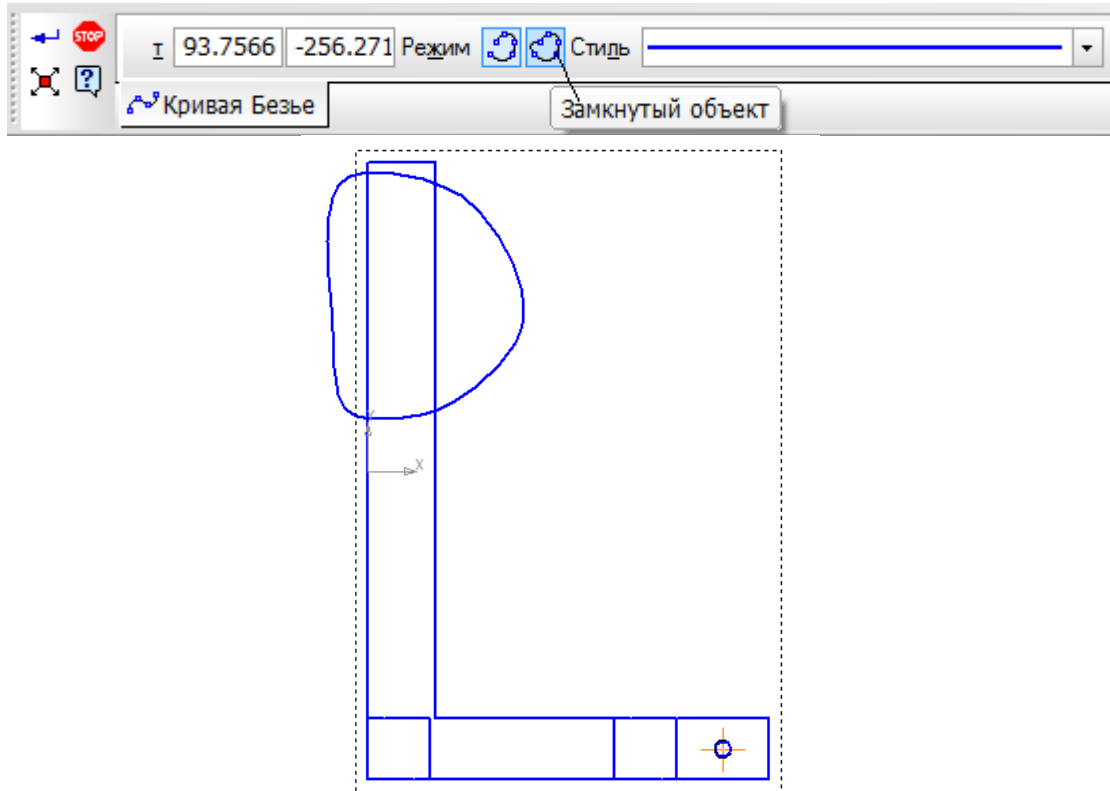 STOP
т 93.7566 -256.271 Режим Стиль
?
Кривая Безье
Замкнутый объект
Y
X